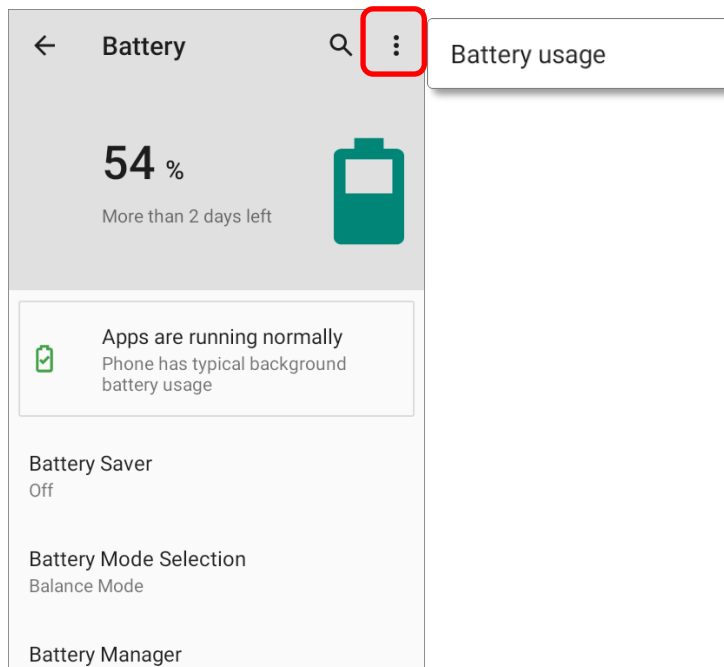 Battery
Battery usage
54 %
More than 2 days left
Apps are running normally
Phone has typical background
battery usage
Battery Saver
Off
Battery Mode Selection
Balance Mode
Battery Manager